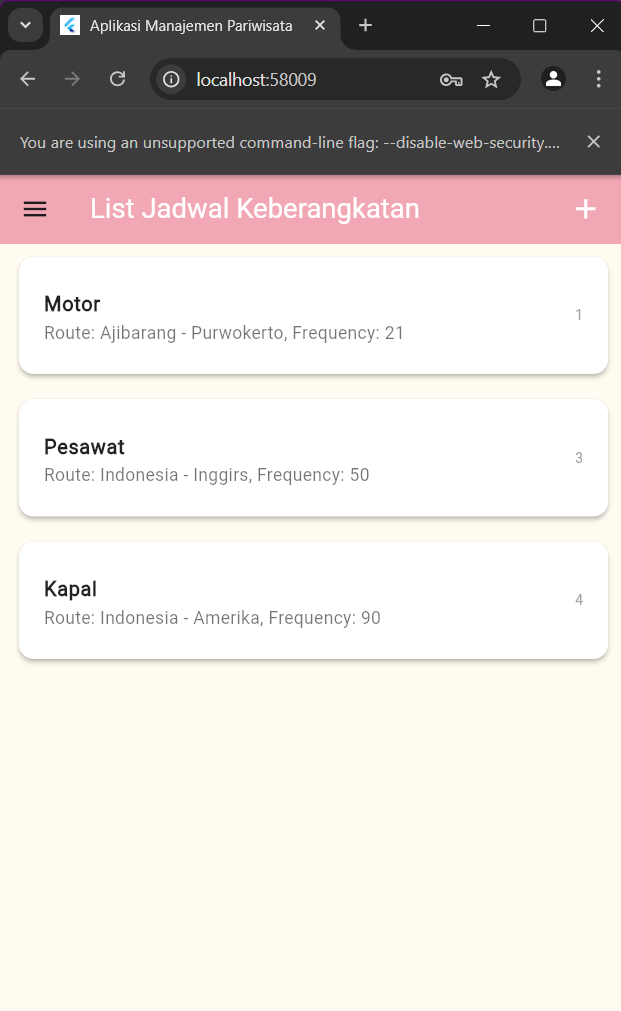 Aplikasi Manajemen Pariwisata
localhost:58009
You are using an unsupported command-line flag: --disable-web-security....
List Jadwal Keberangkatan
Motor
Route: Ajibarang - Purwokerto, Frequency: 21
1
Pesawat
Route: Indonesia - Inggirs, Frequency: 50
3
Kapal
Route: Indonesia - Amerika, Frequency: 90
4